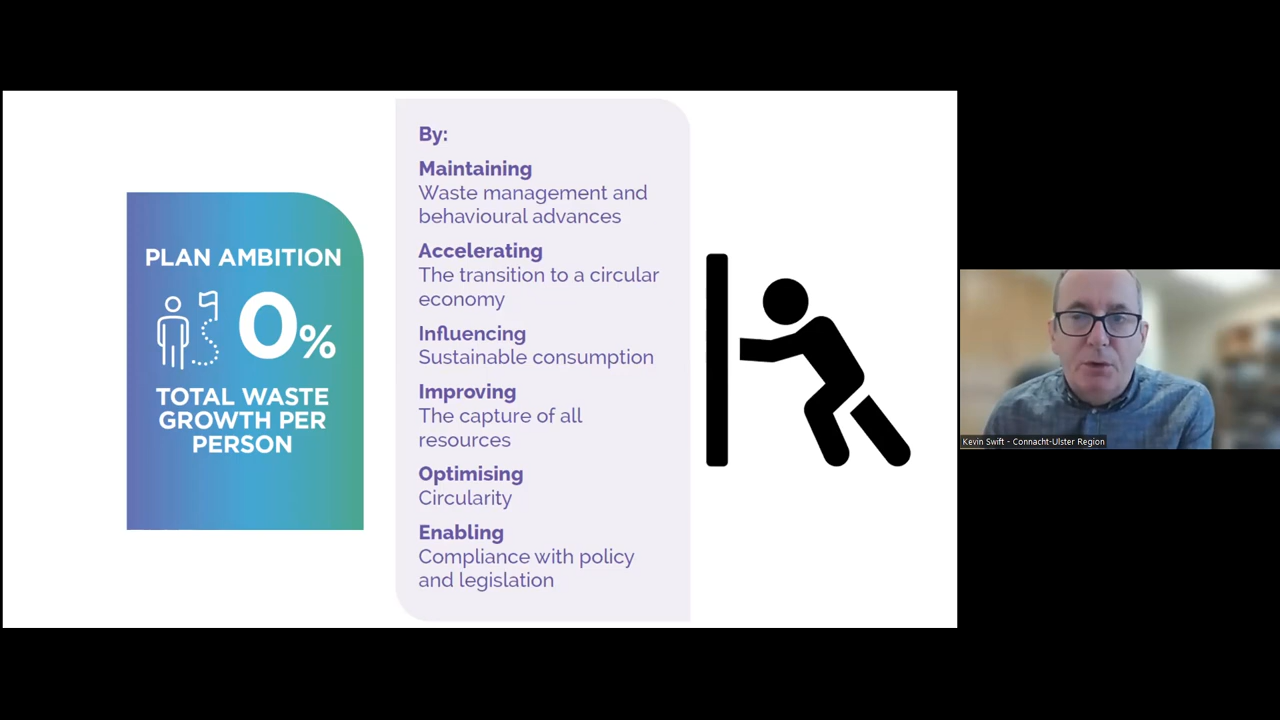 PLAN AMBITION
0%
TOTAL WASTE
GROWTH PER
PERSON
By:
Maintaining
Waste management and
behavioural advances
Accelerating
The transition to a circular
economy
Influencing
Sustainable consumption
Improving
The capture of all
resources
Optimising
Circularity
Enabling
Compliance with policy
and legislation
Kevin Swift - Connacht-Ulster Region